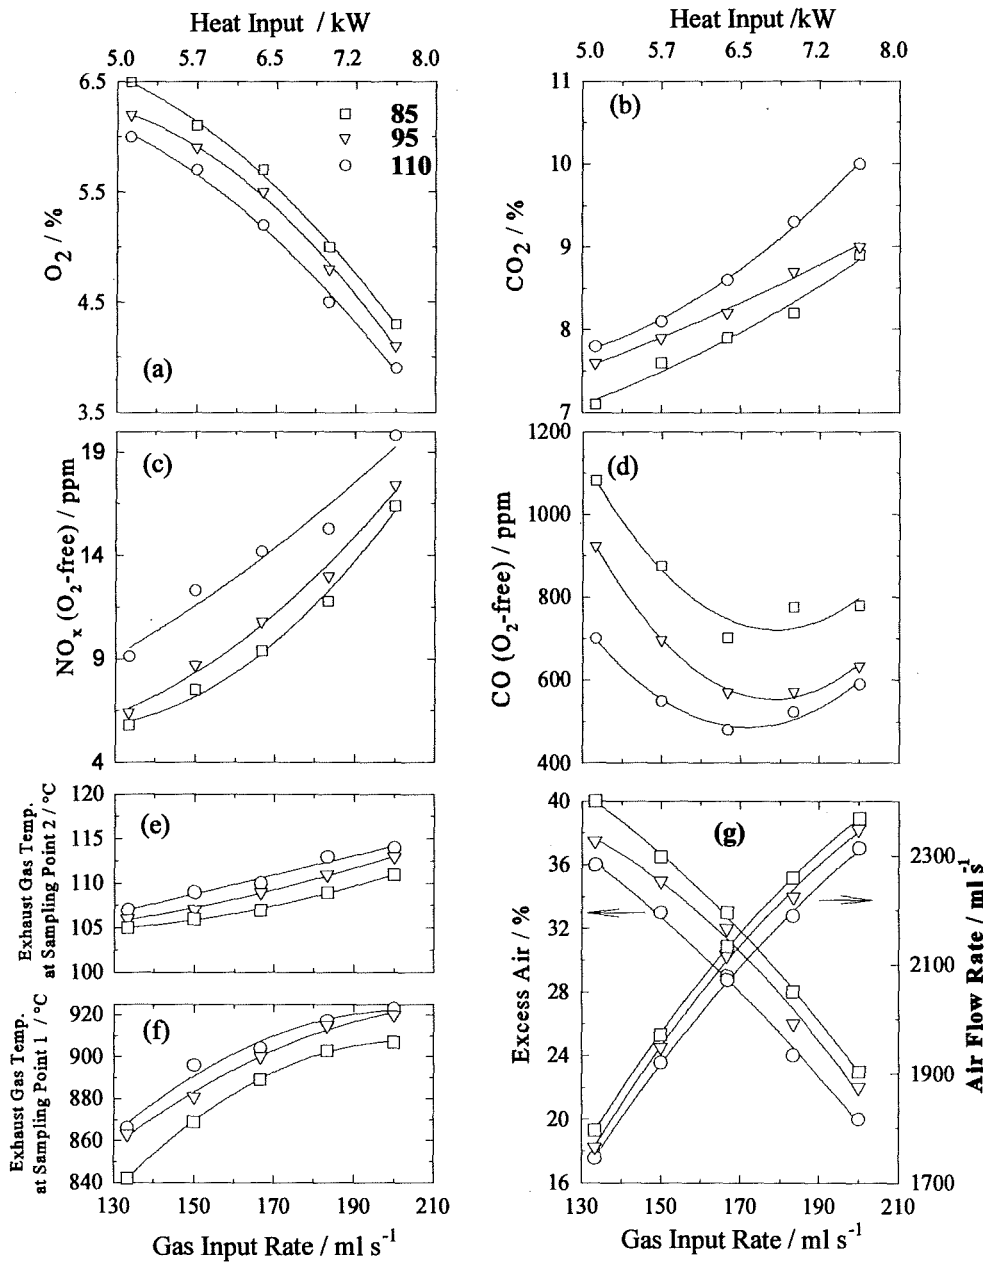 Heat Input / kW
5.0 5.7 6.5 7.2 8.0
6.5
5.5
4.5
3.5
O2 / %
85
95
110
(a)
Heat Input /kW
5.0 5.7 6.5 7.2 8.0
11
10
9
8
7
CO2 / %
(b)
19
14
9
4
NOx (O2-free) / ppm
(c)
1200
1000
800
600
400
CO (O2-free) / ppm
(d)
120
115
110
105
100
Exhaust Gas Temp.
at Sampling Point 2 / °C
(e)
920
900
880
860
840
Exhaust Gas Temp.
at Sampling Point 1 / °C
(f)
130 150 170 190 210
Gas Input Rate / ml s-1
40
36
32
28
24
20
16
Excess Air / %
(g)
2300
2100
1900
1700
Air Flow Rate / ml s-1
130 150 170 190 210
Gas Input Rate / ml s-1